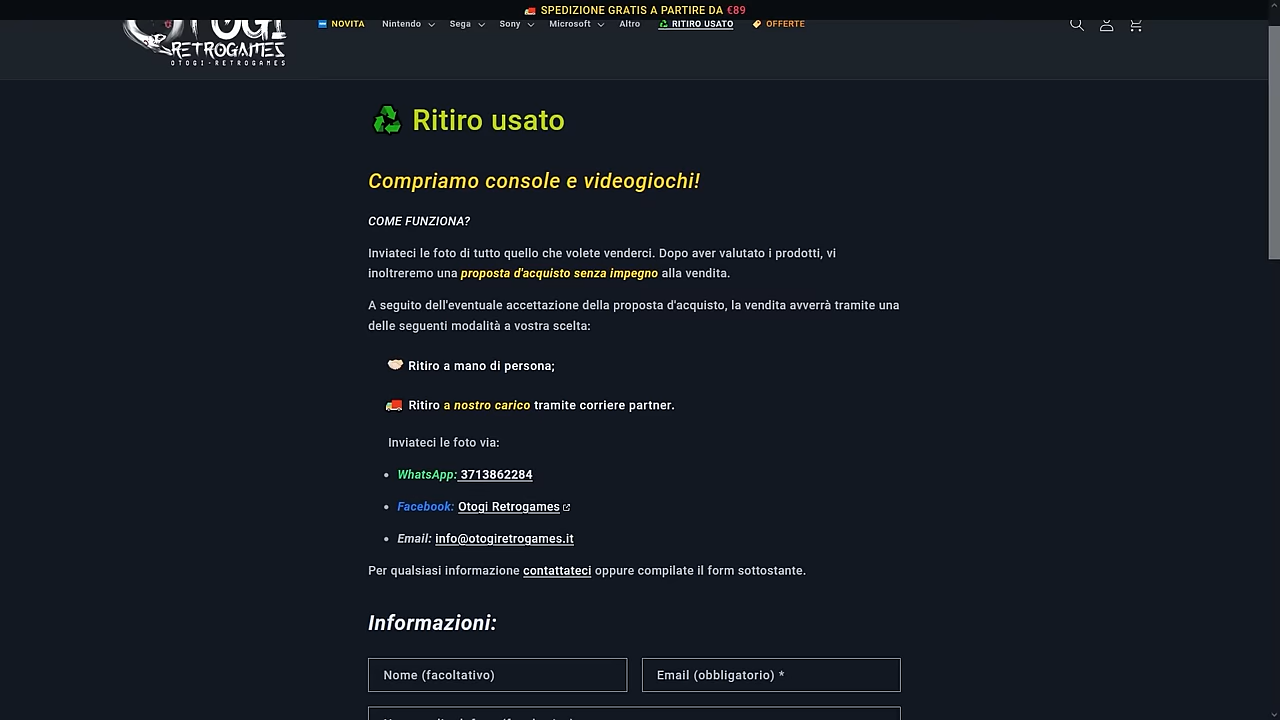 SPEDIZIONE GRATIS A PARTIRE DA €89
OTOGI
RETROGAMES
OTOGI-RETROGAMES
NOVITA Nintendo Sega Sony Microsoft Altro RITIRO USATO OFFERTE
Ritiro usato
Compriamo console e videogiochi!
COME FUNZIONA?
Inviateci le foto di tutto quello che volete venderci. Dopo aver valutato i prodotti, vi
inoltreremo una proposta d'acquisto senza impegno alla vendita.
A seguito dell'eventuale accettazione della proposta d'acquisto, la vendita avverrà tramite una
delle seguenti modalità a vostra scelta:
Ritiro a mano di persona;
Ritiro a nostro carico tramite corriere partner.
Inviateci le foto via:
• WhatsApp: 3713862284
• Facebook: Otogi Retrogames
• Email: info@otogiretrogames.it
Per qualsiasi informazione contattateci oppure compilate il form sottostante.
Informazioni:
Nome (facoltativo) Email (obbligatorio) *